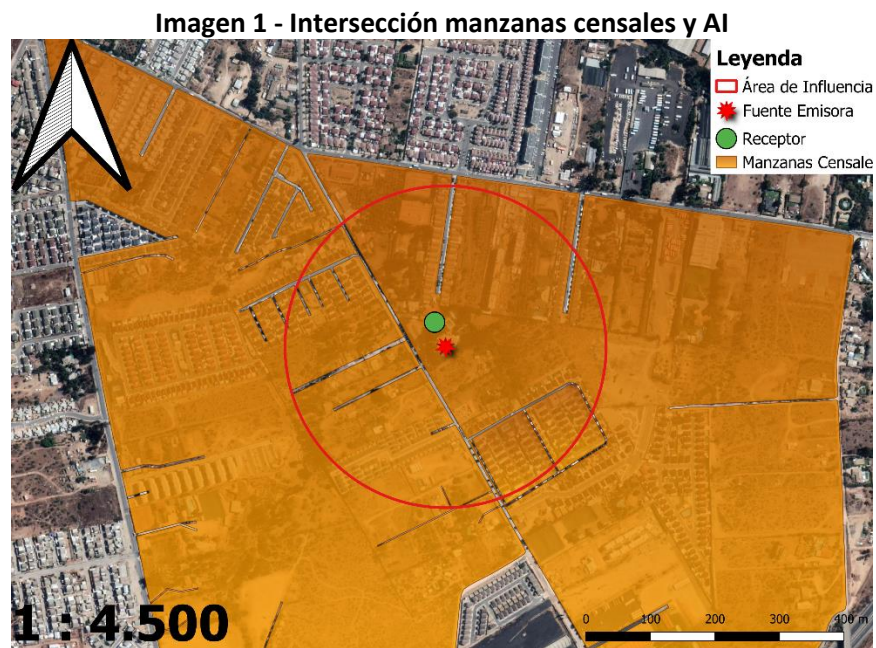 Imagen 1 - Intersección manzanas censales y AI
Leyenda
Área de Influencia
Fuente Emisora
Receptor
Manzanas Censale
1 : 4.500
0 100 200 300 400 m